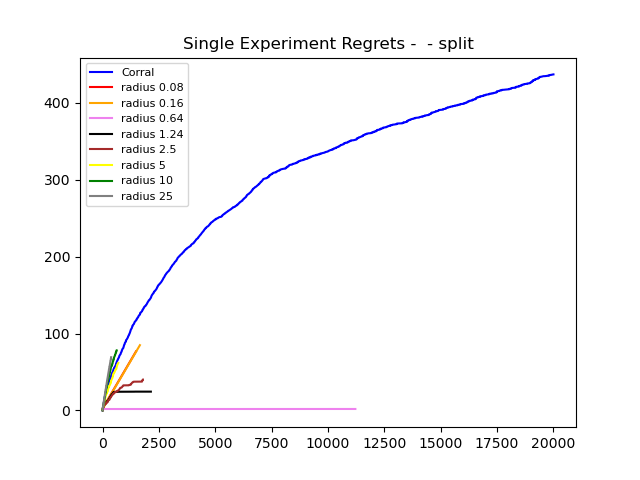 Single Experiment Regrets -  - split
Corral
radius 0.08
radius 0.16
radius 0.64
radius 1.24
radius 2.5
radius 5
radius 10
radius 25
400
300
200
100
0
0 2500 5000 7500 10000 12500 15000 17500 20000